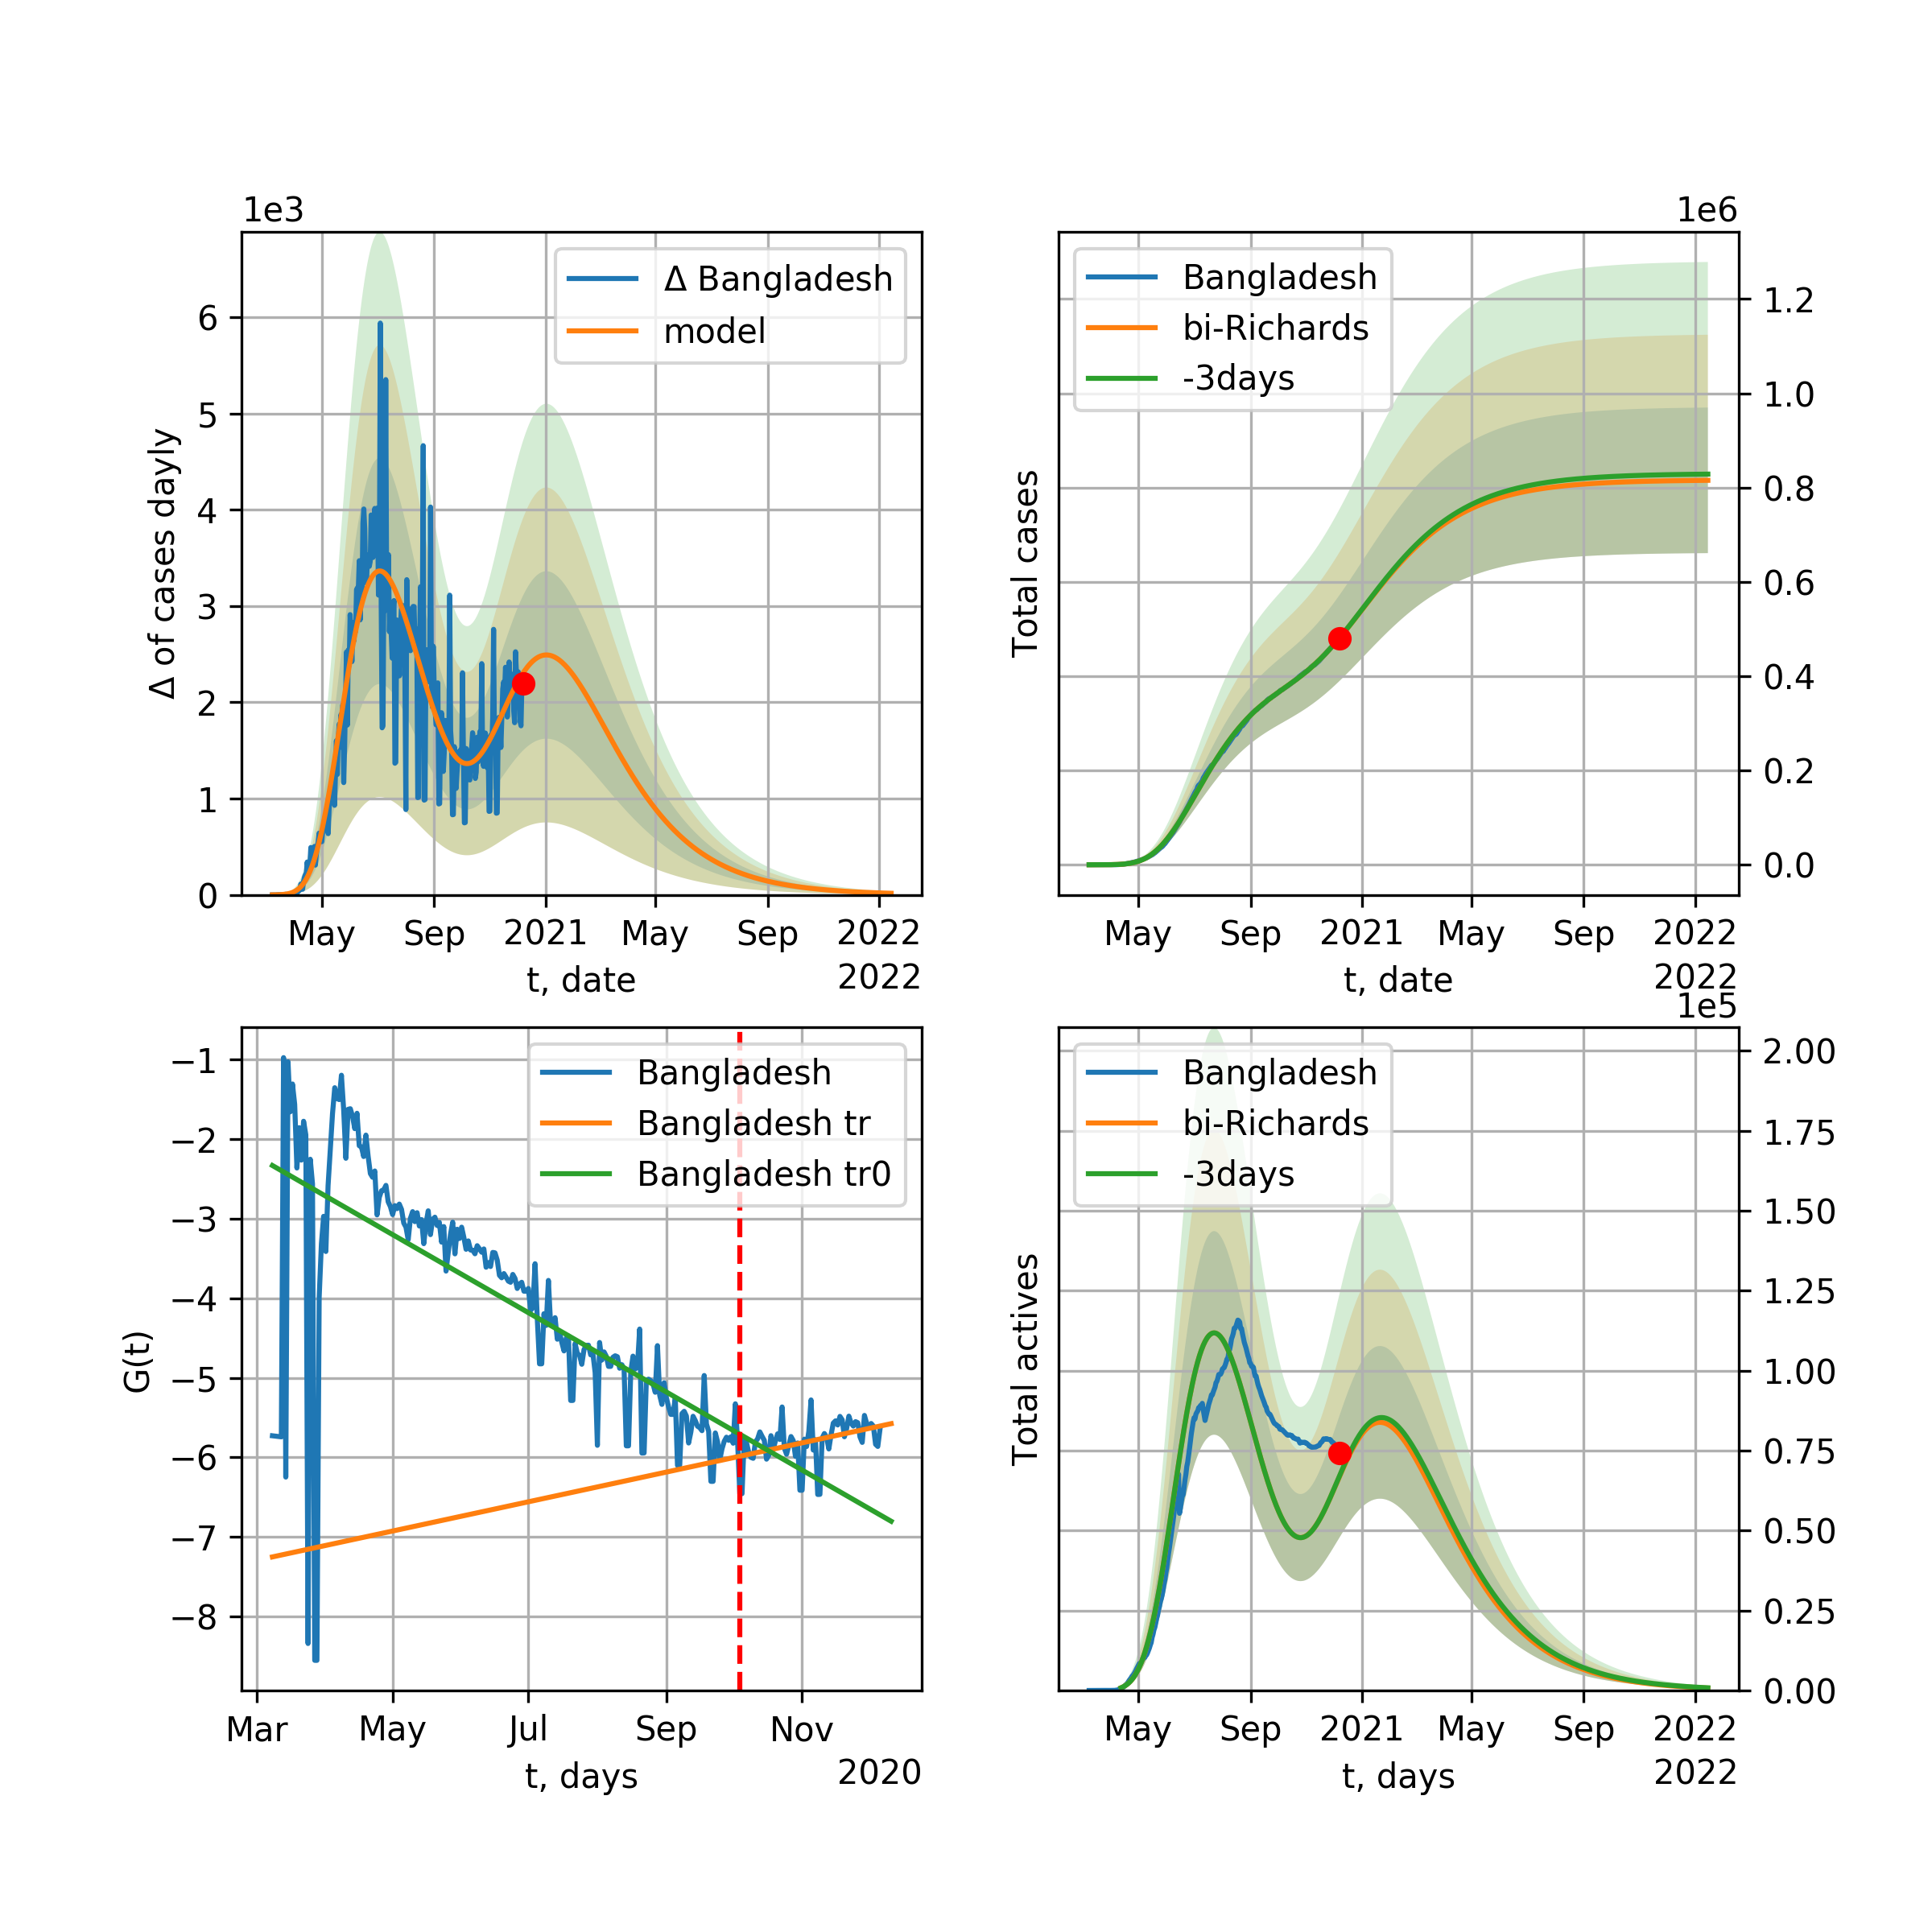 1e3
Δ of cases dayly
6
5
4
3
2
1
0
Δ Bangladesh
model
May Sep 2021 May Sep 2022
t, date
2022
1e6
Total cases
Bangladesh
bi-Richards
-3days
1.2
1.0
0.8
0.6
0.4
0.2
0.0
May Sep 2021 May Sep 2022
t, date
2022
G(t)
−1
−2
−3
−4
−5
−6
−7
−8
Bangladesh
Bangladesh tr
Bangladesh tr0
Mar May Jul Sep Nov
t, days
2020
1e5
Total actives
Bangladesh
bi-Richards
-3days
2.00
1.75
1.50
1.25
1.00
0.75
0.50
0.25
0.00
May Sep 2021 May Sep 2022
t, days
2022